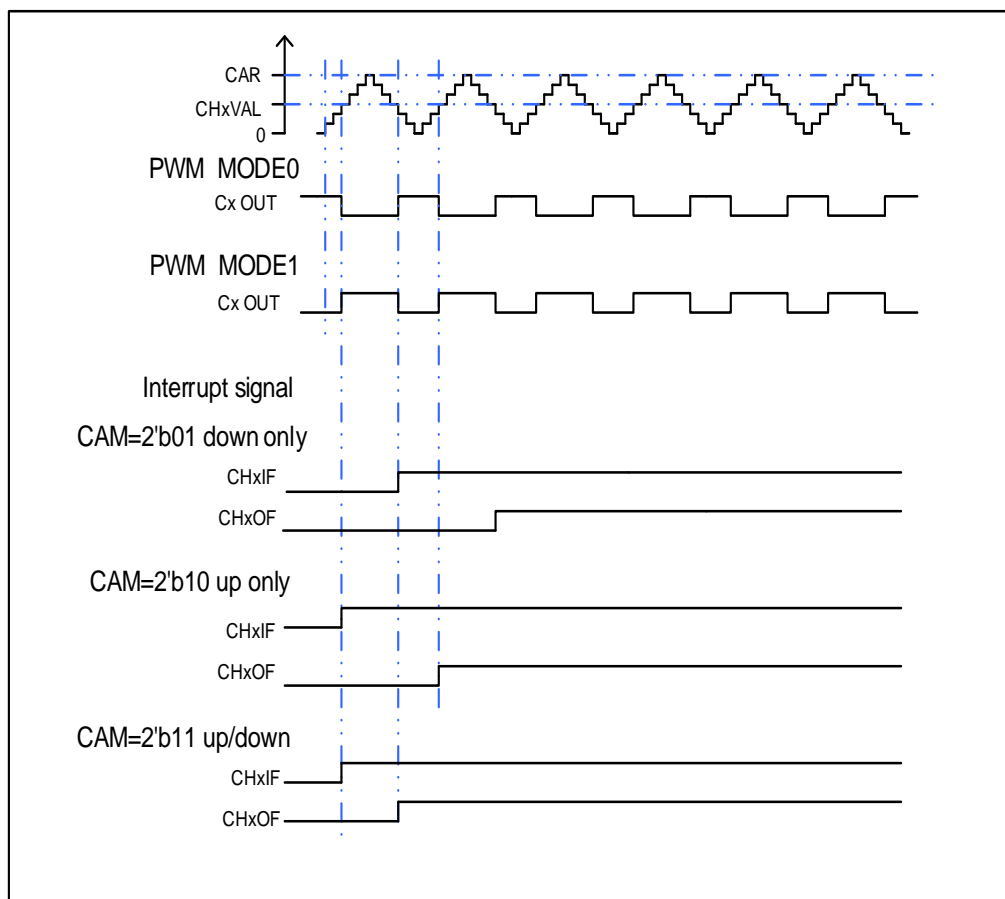 CAR
CHxVAL
0
PWM MODE0
Cx OUT
PWM MODE1
Cx OUT
Interrupt signal
CAM=2'b01 down only
CHxIF
CHxOF
CAM=2'b10 up only
CHxIF
CHxOF
CAM=2'b11 up/down
CHxIF
CHxOF